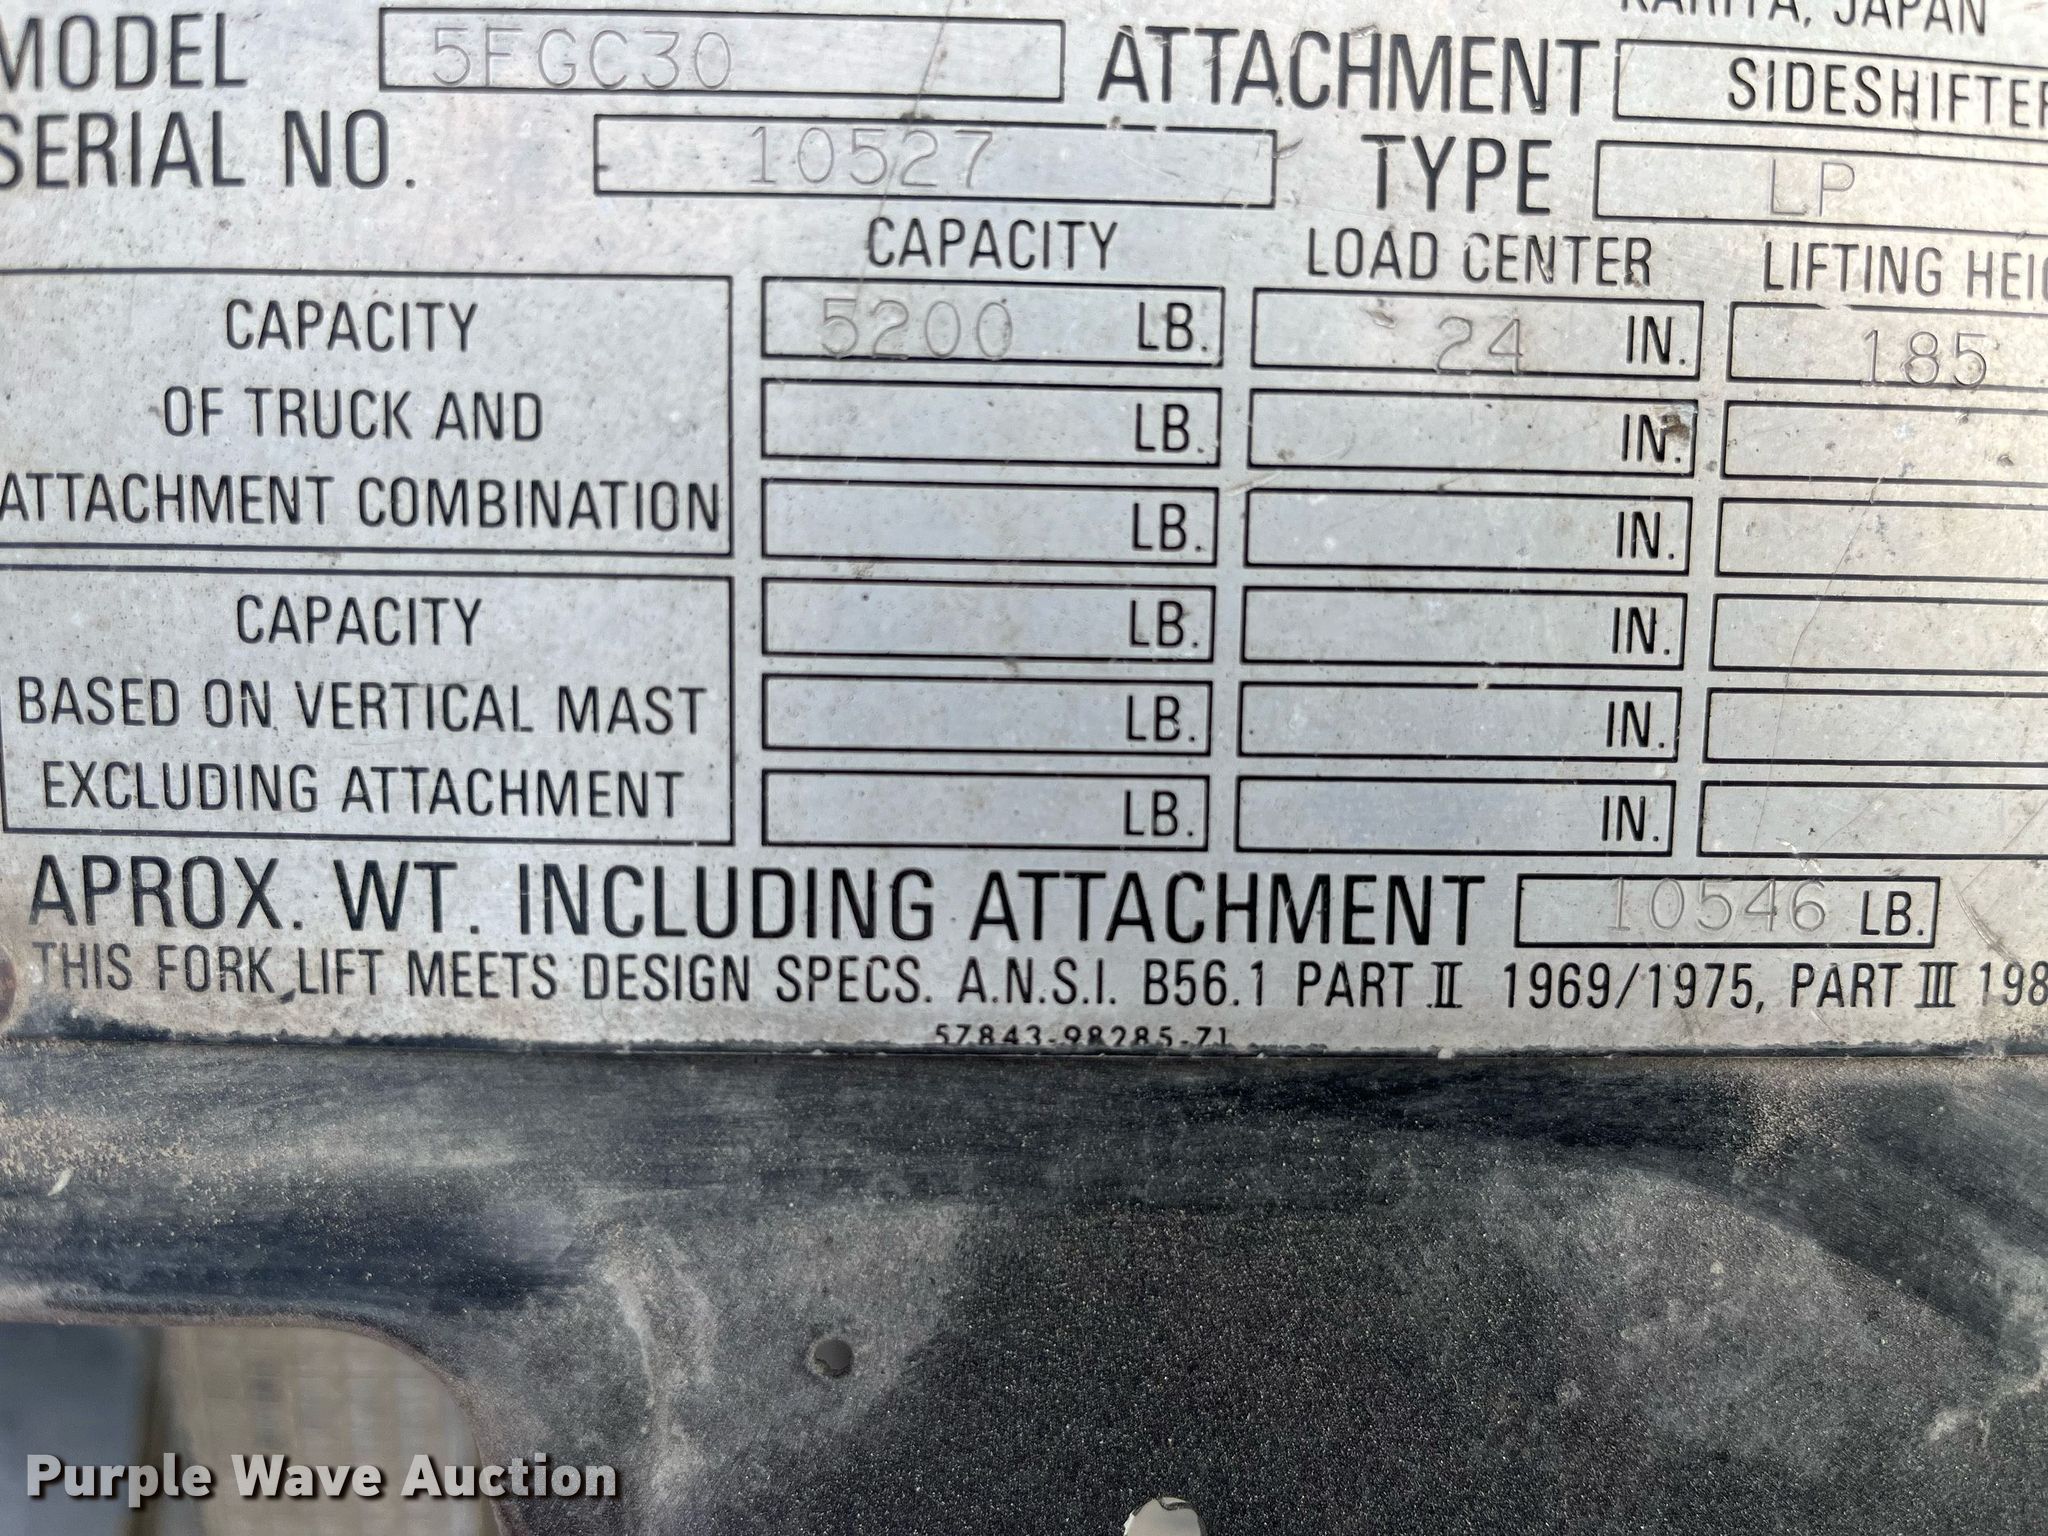 KARIYA, JAPAN
MODEL 5FGC30 ATTACHMENT SIDESHIFTER
SERIAL NO. 10527 TYPE LP
CAPACITY LOAD CENTER LIFTING HEIG
CAPACITY OF TRUCK AND ATTACHMENT COMBINATION
5200 LB. 24 IN. 185
LB. IN.
LB. IN.
CAPACITY BASED ON VERTICAL MAST EXCLUDING ATTACHMENT
LB. IN.
LB. IN.
LB. IN.
APROX. WT. INCLUDING ATTACHMENT 10546 LB.
THIS FORK LIFT MEETS DESIGN SPECS. A.N.S.I. B56.1 PART II 1969/1975, PART III 198
57843-98285-71
Purple Wave Auction